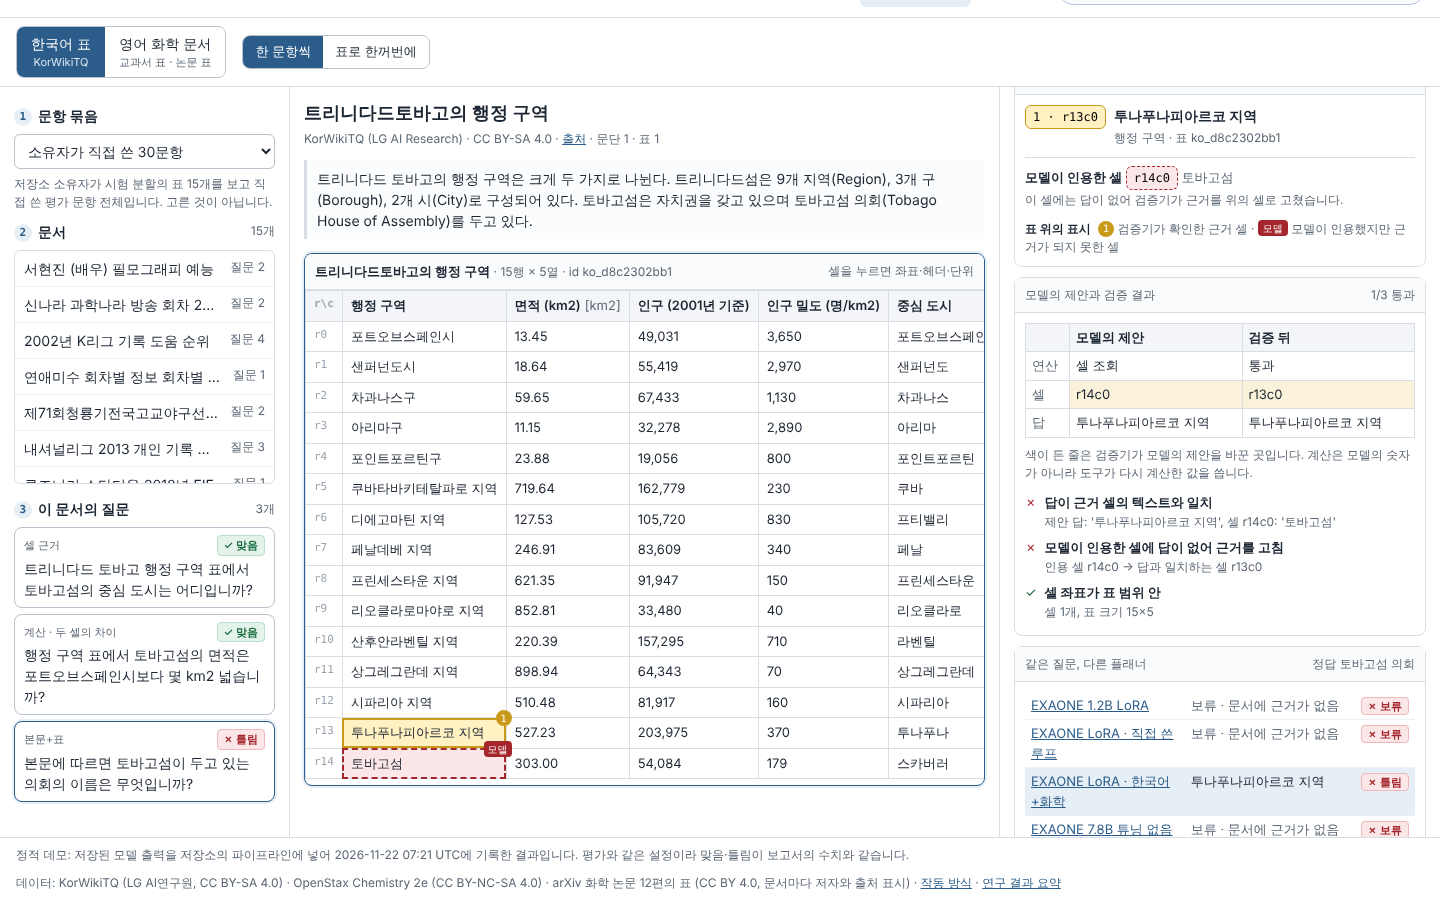 한국어 표
KorWikiTQ
영어 화학 문서
교과서 표 · 논문 표
한 문항씩
표로 한꺼번에
1 문항 묶음
소유자가 직접 쓴 30문항
저장소 소유자가 시험 분할의 표 15개를 보고 직
접 쓴 평가 문항 전체입니다. 고른 것이 아닙니다.
2 문서 15개
서현진 (배우) 필모그래피 예능 질문 2
신나라 과학나라 방송 회차 2... 질문 2
2002년 K리그 기록 도움 순위 질문 4
연애미수 회차별 정보 회차별 ... 질문 1
제71회청룡기전국고교야구선... 질문 2
내셔널리그 2013 개인 기록 ... 질문 3
3 이 문서의 질문 3개
셀 근거 ✓ 맞음
트리니다드 토바고 행정 구역 표에서
토바고섬의 중심 도시는 어디입니까?
계산 · 두 셀의 차이 ✓ 맞음
행정 구역 표에서 토바고섬의 면적은
포트오브스페인시보다 몇 km2 넓습니
까?
본문+표 × 틀림
본문에 따르면 토바고섬이 두고 있는
의회의 이름은 무엇입니까?
트리니다드토바고의 행정 구역
KorWikiTQ (LG AI Research) · CC BY-SA 4.0 · 출처 · 문단 1 · 표 1
트리니다드 토바고의 행정 구역은 크게 두 가지로 나뉜다. 트리니다드섬은 9개 지역(Region), 3개 구
(Borough), 2개 시(City)로 구성되어 있다. 토바고섬은 자치권을 갖고 있으며 토바고섬 의회(Tobago
House of Assembly)를 두고 있다.
트리니다드토바고의 행정 구역 · 15행 × 5열 · id ko_d8c2302bb1 셀을 누르면 좌표·헤더·단위
r\c 행정 구역 면적 (km2) [km2] 인구 (2001년 기준) 인구 밀도 (명/km2) 중심 도시
r0 포트오브스페인시 13.45 49,031 3,650 포트오브스페인
r1 샌퍼넌도시 18.64 55,419 2,970 샌퍼넌도
r2 차과나스구 59.65 67,433 1,130 차과나스
r3 아리마구 11.15 32,278 2,890 아리마
r4 포인트포르틴구 23.88 19,056 800 포인트포르틴
r5 쿠바타바키테탈파로 지역 719.64 162,779 230 쿠바
r6 디에고마틴 지역 127.53 105,720 830 프티밸리
r7 페날데베 지역 246.91 83,609 340 페날
r8 프린세스타운 지역 621.35 91,947 150 프린세스타운
r9 리오클라로마야로 지역 852.81 33,480 40 리오클라로
r10 산후안라벤틸 지역 220.39 157,295 710 라벤틸
r11 상그레그란데 지역 898.94 64,343 70 상그레그란데
r12 시파리아 지역 510.48 81,917 160 시파리아
1
r13 투나푸나피아르코 지역 527.23 203,975 370 투나푸나
모델
r14 토바고섬 303.00 54,084 179 스카버러
1 · r13c0 투나푸나피아르코 지역
행정 구역 · 표 ko_d8c2302bb1
모델이 인용한 셀 r14c0 토바고섬
이 셀에는 답이 없어 검증기가 근거를 위의 셀로 고쳤습니다.
표 위의 표시 1 검증기가 확인한 근거 셀 · 모델 모델이 인용했지만 근
거가 되지 못한 셀
모델의 제안과 검증 결과 1/3 통과
모델의 제안 검증 뒤
연산 셀 조회 통과
셀 r14c0 r13c0
답 투나푸나피아르코 지역 투나푸나피아르코 지역
색이 든 줄은 검증기가 모델의 제안을 바꾼 곳입니다. 계산은 모델의 숫자
가 아니라 도구가 다시 계산한 값을 씁니다.
× 답이 근거 셀의 텍스트와 일치
제안 답: '투나푸나피아르코 지역', 셀 r14c0: '토바고섬'
× 모델이 인용한 셀에 답이 없어 근거를 고침
인용 셀 r14c0 → 답과 일치하는 셀 r13c0
✓ 셀 좌표가 표 범위 안
셀 1개, 표 크기 15×5
같은 질문, 다른 플래너 정답 토바고섬 의회
EXAONE 1.2B LoRA 보류 · 문서에 근거가 없음 × 보류
EXAONE LoRA · 직접 쓴 보류 · 문서에 근거가 없음 × 보류
루프
EXAONE LoRA · 한국어 투나푸나피아르코 지역 × 틀림
+화학
EXAONE 7.8B 튜닝 없음 보류 · 문서에 근거가 없음 × 보류
정적 데모: 저장된 모델 출력을 저장소의 파이프라인에 넣어 2026-11-22 07:21 UTC에 기록한 결과입니다. 평가와 같은 설정이라 맞음·틀림이 보고서의 수치와 같습니다.
데이터: KorWikiTQ (LG AI연구원, CC BY-SA 4.0) · OpenStax Chemistry 2e (CC BY-NC-SA 4.0) · arXiv 화학 논문 12편의 표 (CC BY 4.0, 문서마다 저자와 출처 표시) · 작동 방식 · 연구 결과 요약